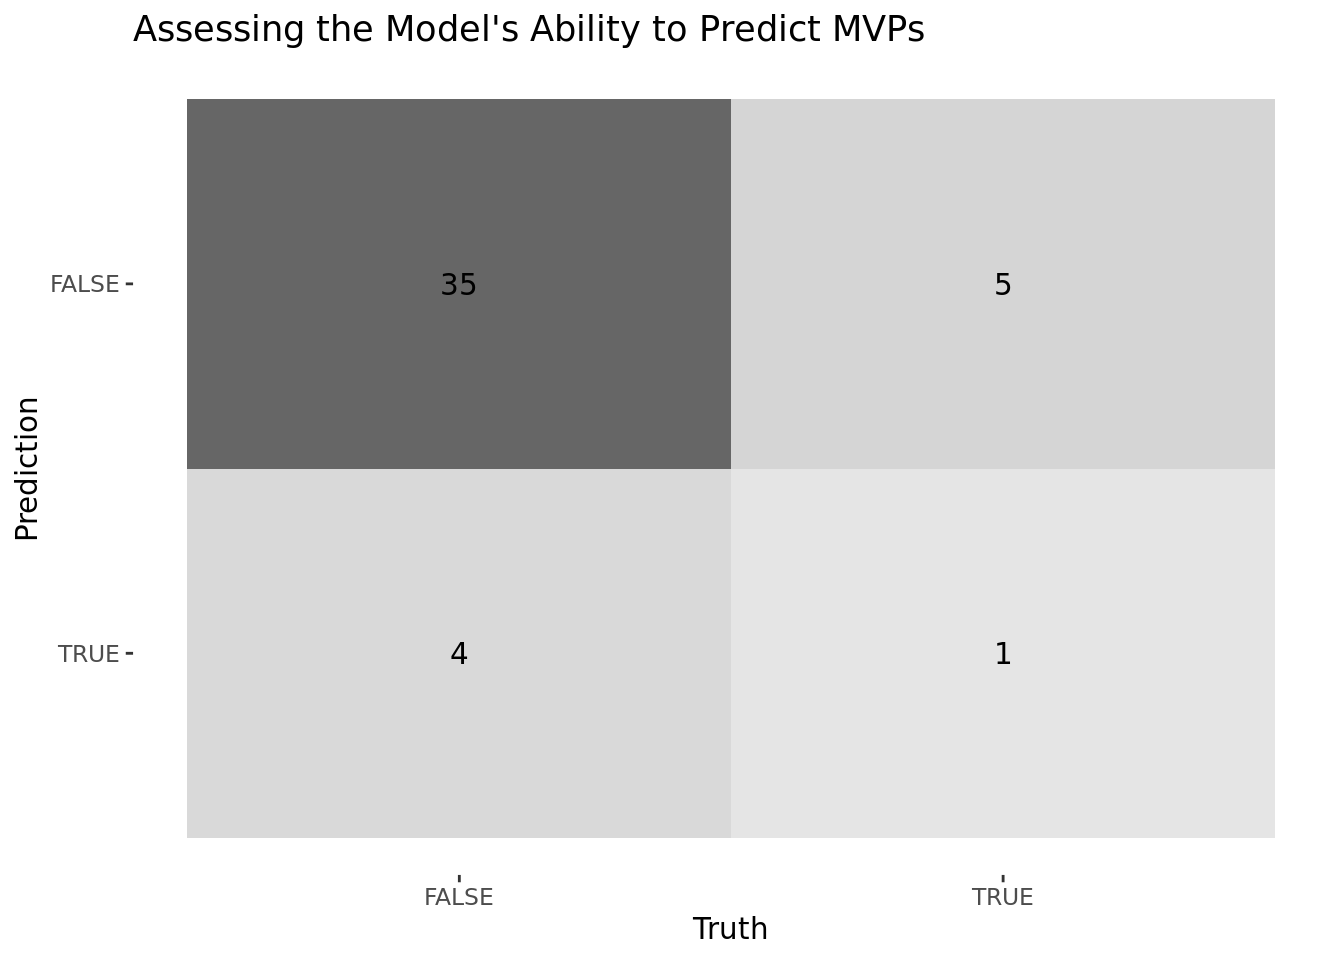 Assessing the Model's Ability to Predict MVPs
FALSE
35
5
Prediction
TRUE
4
1
FALSE
TRUE
Truth